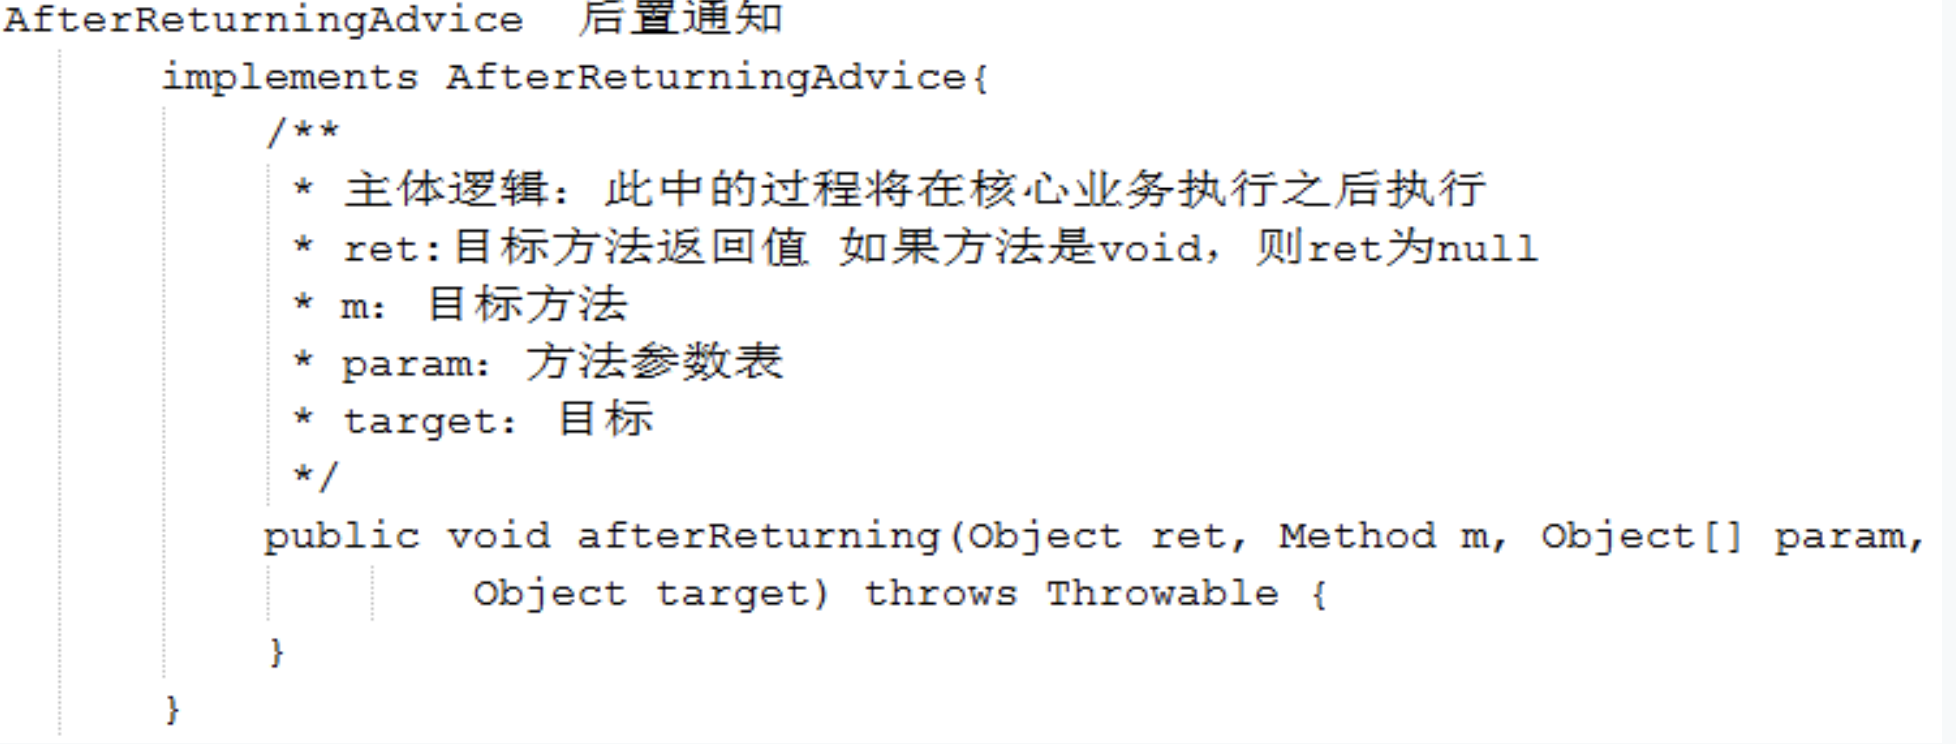 AfterReturningAdvice 后置通知
implements AfterReturningAdvice{
/**
* 主体逻辑：此中的过程将在核心业务执行之后执行
* ret:目标方法返回值 如果方法是void，则ret为null
* m：目标方法
* param：方法参数表
* target：目标
*/
public void afterReturning(Object ret, Method m, Object[] param,
Object target) throws Throwable {
}
}